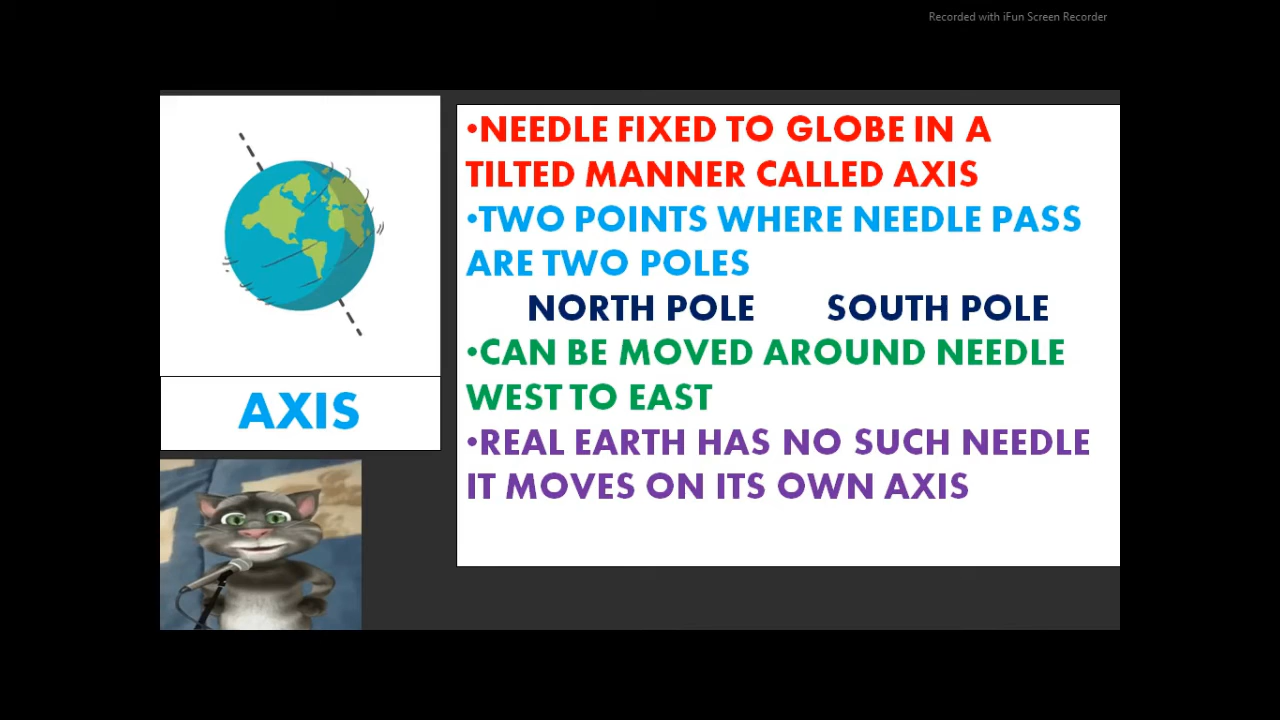 Recorded with iFun Screen Recorder
•NEEDLE FIXED TO GLOBE IN A
TILTED MANNER CALLED AXIS
•TWO POINTS WHERE NEEDLE PASS
ARE TWO POLES
NORTH POLE SOUTH POLE
•CAN BE MOVED AROUND NEEDLE
WEST TO EAST
•REAL EARTH HAS NO SUCH NEEDLE
IT MOVES ON ITS OWN AXIS
AXIS